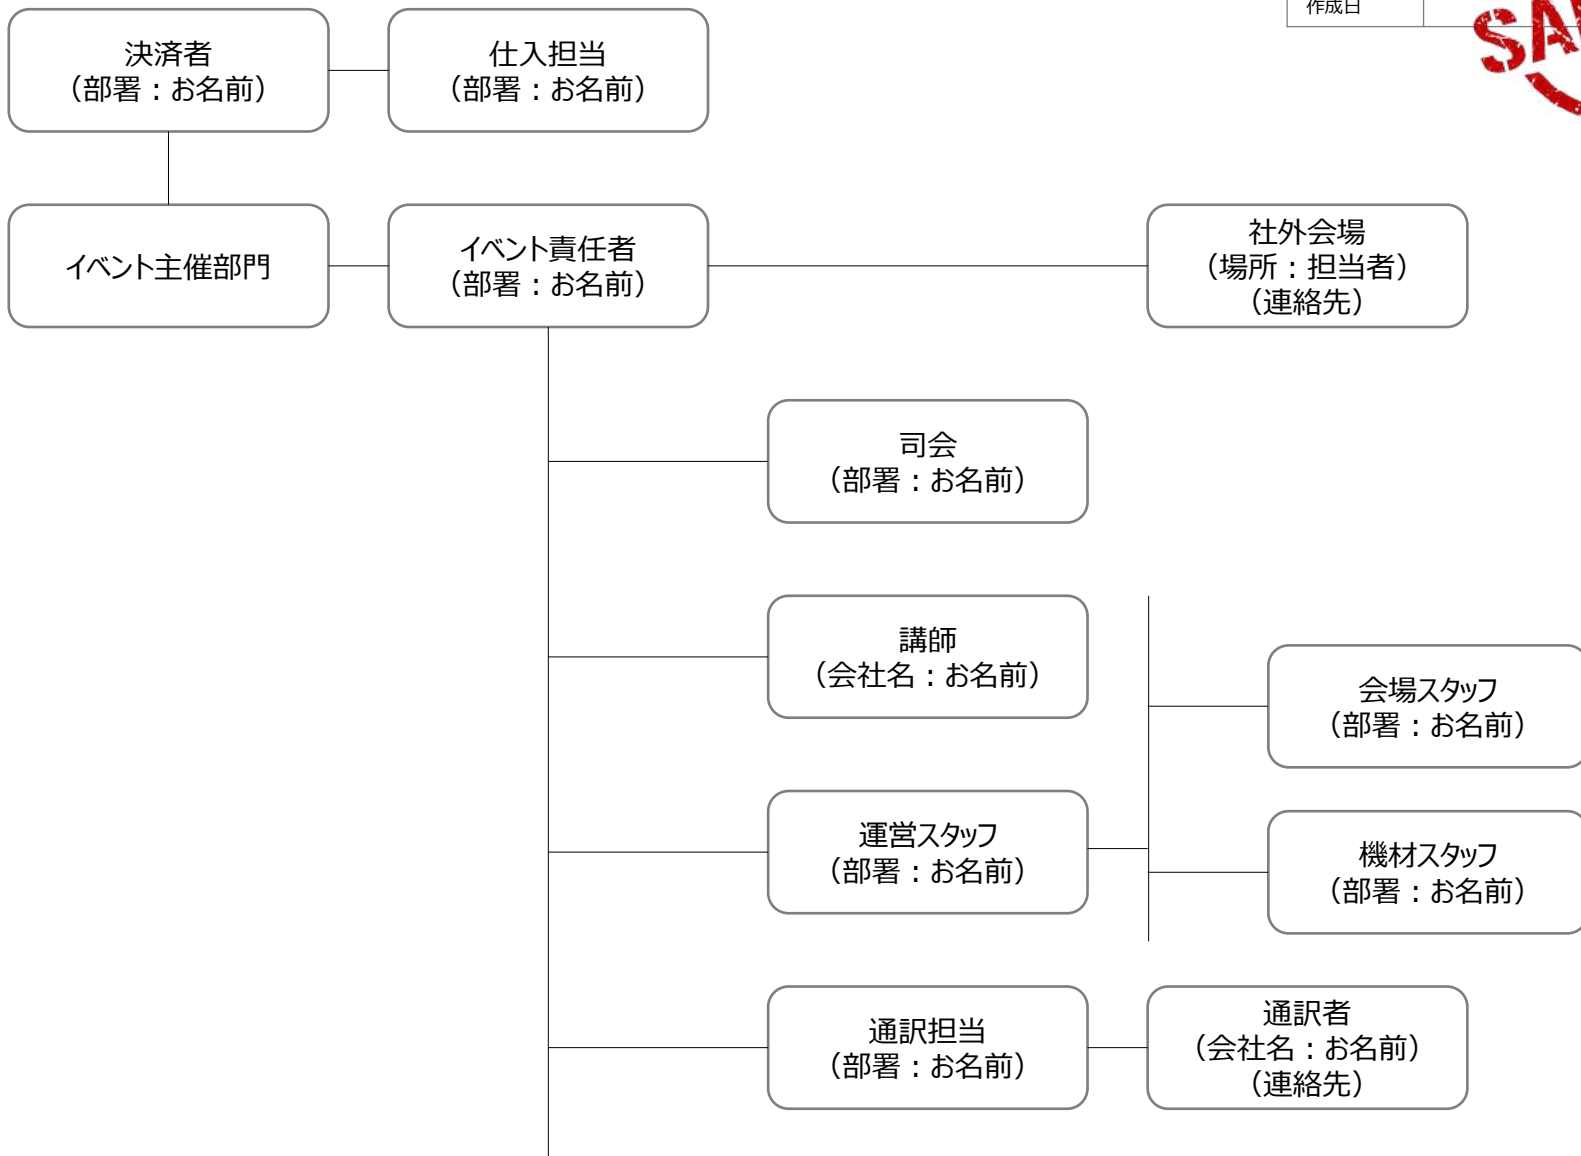 作成日
決済者
（部署：お名前）
仕入担当
（部署：お名前）
イベント主催部門
イベント責任者
（部署：お名前）
社外会場
（場所：担当者）
（連絡先）
司会
（部署：お名前）
講師
（会社名：お名前）
会場スタッフ
（部署：お名前）
運営スタッフ
（部署：お名前）
機材スタッフ
（部署：お名前）
通訳担当
（部署：お名前）
通訳者
（会社名：お名前）
（連絡先）